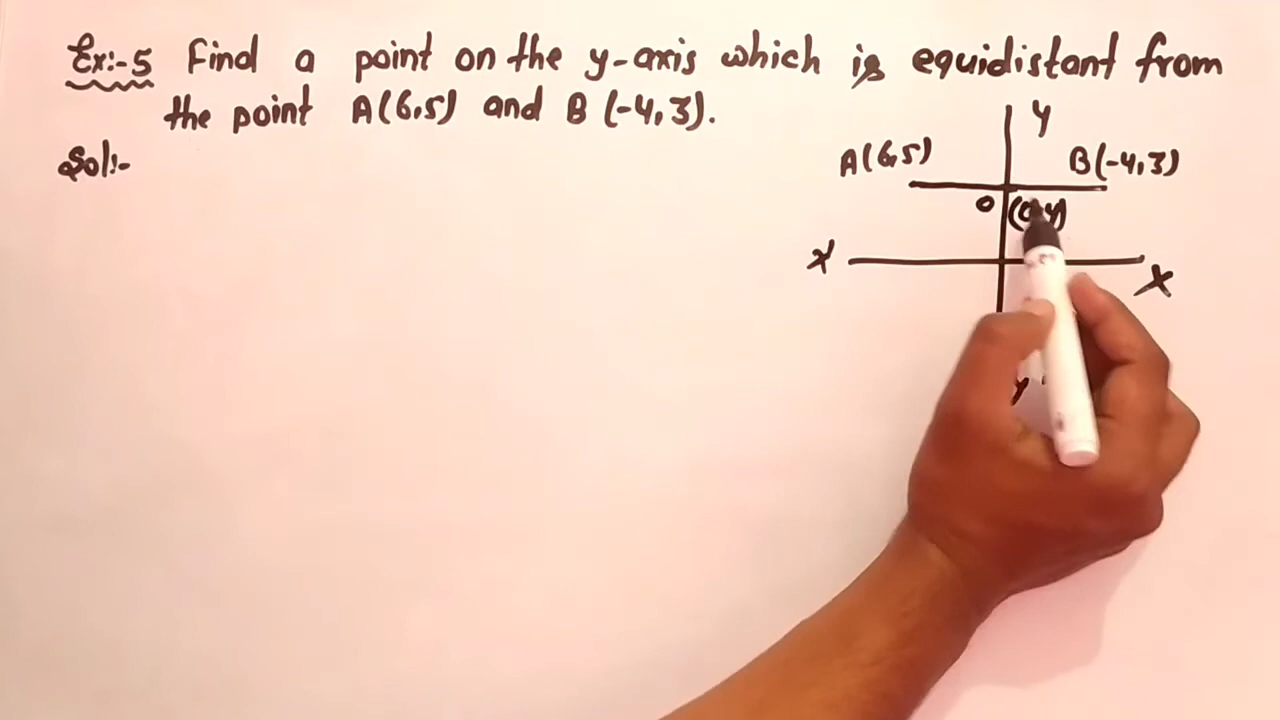 Ex:-5 Find a point on the y-axis which is equidistant from
the point A(6,5) and B (-4,3).
Sol:-
Y
A(6,5)
B(-4,3)
O
X'
X